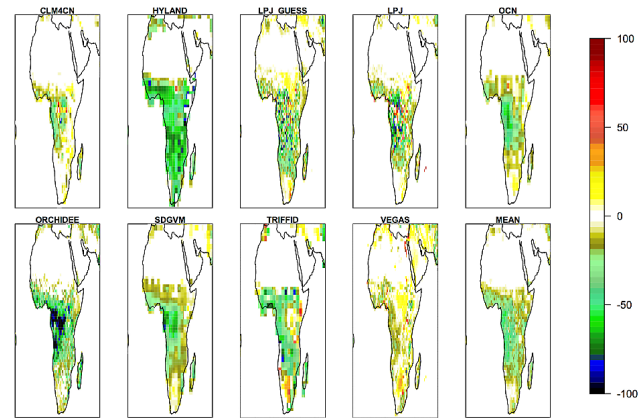 CLM4CN HYLAND LPJ_GUESS LPJ OCN
100
50
0
ORCHIDEE SDGVM TRIFFID VEGAS MEAN
-50
-100